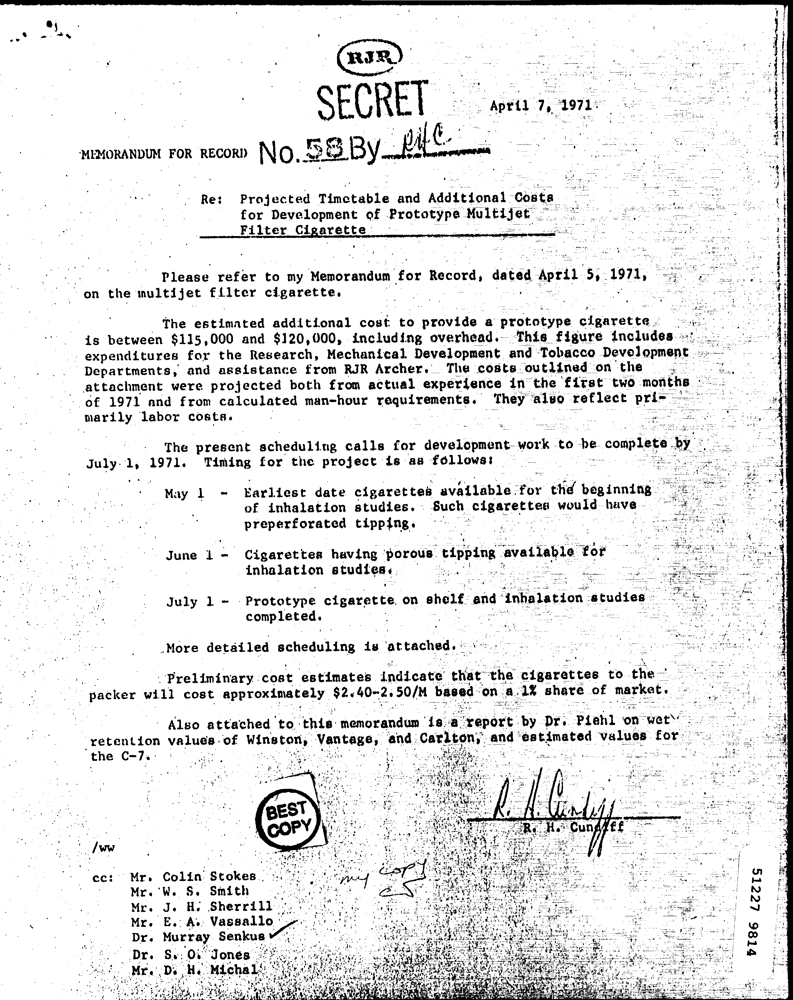 RJR
SECRET
April 7, 1971
MEMORANDUM FOR RECORD No. 58 By RHC
Re: Projected Timetable and Additional Costs
for Development of Prototype Multijet
Filter Cigarette
Please refer to my Memorandum for Record, dated April 5, 1971,
on the multijet filter cigarette.
The estimated additional cost to provide a prototype cigarette
is between $115,000 and $120,000, including overhead. This figure includes
expenditures for the Research, Mechanical Development and Tobacco Development
Departments, and assistance from RJR Archer. The costs outlined on the
attachment were projected both from actual experience in the first two months
of 1971 and from calculated man-hour requirements. They also reflect pri-
marily labor costs.
The present scheduling calls for development work to be complete by
July 1, 1971. Timing for the project is as follows:
May 1 - Earliest date cigarettes available for the beginning
of inhalation studies. Such cigarettes would have
preperforated tipping.
June 1 - Cigarettes having porous tipping available for
inhalation studies.
July 1 - Prototype cigarette on shelf and inhalation studies
completed.
More detailed scheduling is attached.
Preliminary cost estimates indicate that the cigarettes to the
packer will cost approximately $2.40-2.50/M based on a 1% share of market.
Also attached to this memorandum is a report by Dr. Piehl on wet
retention values of Winston, Vantage, and Carlton, and estimated values for
the C-7.
BEST
COPY
R. H. Cundiff
R. H. Cundiff
/ww
my copy
CS
cc: Mr. Colin Stokes
Mr. W. S. Smith
Mr. J. H. Sherrill
Mr. E. A. Vassallo
Dr. Murray Senkus
Dr. S. O. Jones
Mr. D. H. Michal
51227 9814